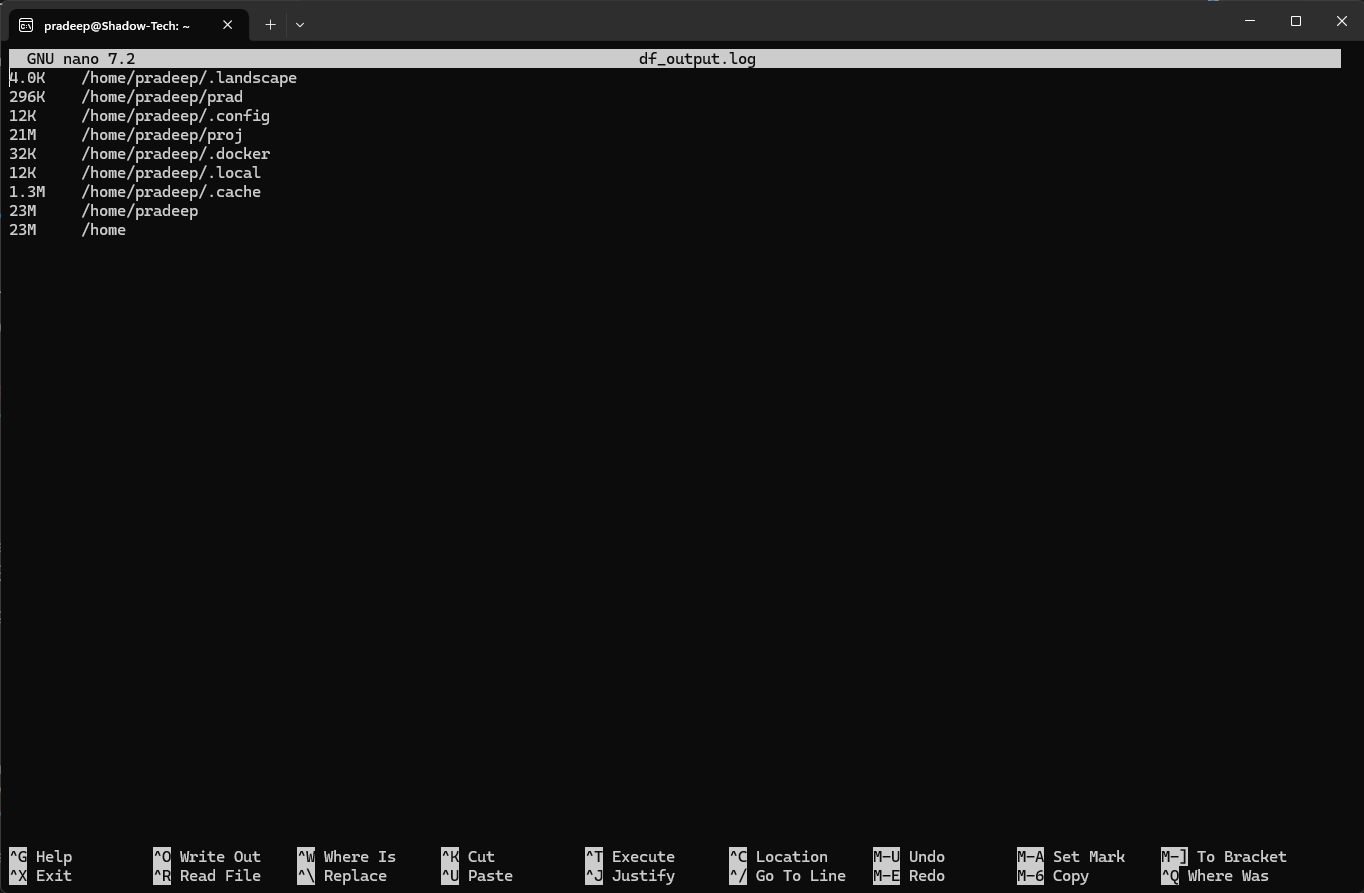 pradeep@Shadow-Tech: ~
GNU nano 7.2 df_output.log
4.0K /home/pradeep/.landscape
296K /home/pradeep/prad
12K /home/pradeep/.config
21M /home/pradeep/proj
32K /home/pradeep/.docker
12K /home/pradeep/.local
1.3M /home/pradeep/.cache
23M /home/pradeep
23M /home
^G Help ^O Write Out ^W Where Is ^K Cut ^T Execute ^C Location M-U Undo M-A Set Mark M-] To Bracket
^X Exit ^R Read File ^\ Replace ^U Paste ^J Justify ^/ Go To Line M-E Redo M-6 Copy ^Q Where Was